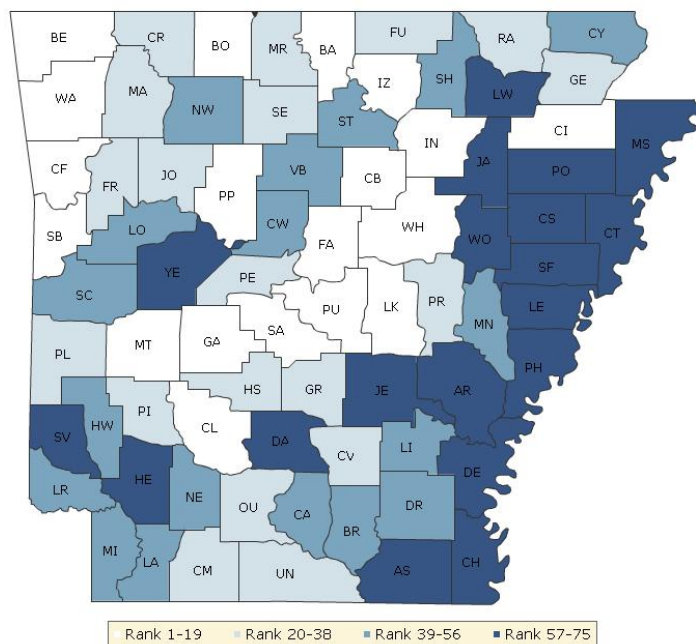 BE
CR
BO
MR
BA
FU
RA
CY
WA
MA
NW
SE
ST
IZ
SH
LW
GE
CF
FR
JO
PP
VB
CB
IN
JA
CI
PO
MS
SB
LO
CW
FA
WH
WO
CS
CT
SC
YE
PE
SA
PU
LK
PR
MN
SF
LE
PL
MT
GA
HS
GR
JE
AR
PH
SV
HW
PI
CL
DA
CV
LI
DE
LR
HE
NE
OU
CA
BR
DR
MI
LA
CM
UN
AS
CH
Rank 1-19 Rank 20-38 Rank 39-56 Rank 57-75